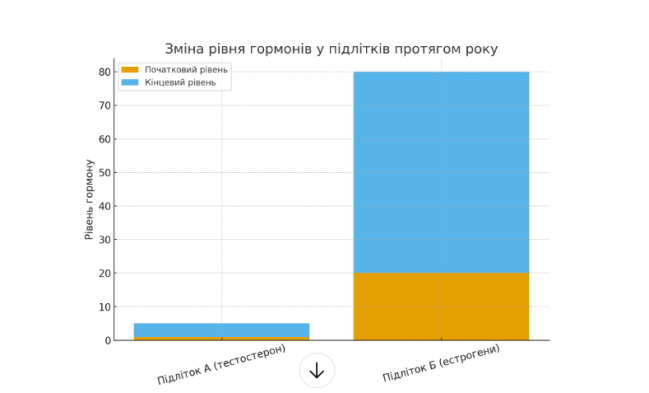 Зміна рівня гормонів у підлітків протягом року
Початковий рівень
Кінцевий рівень
Рівень гормону
80
70
60
50
40
30
20
10
0
Підліток А (тестостерон)
Підліток Б (естрогени)